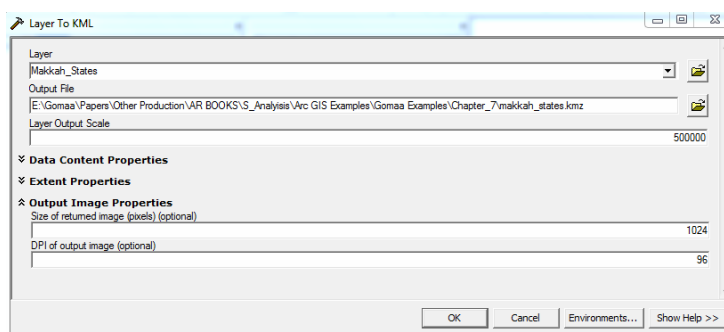 Layer To KML
Layer
Makkah_States
Output File
E:\Gomaa\Papers\Other Production\AR BOOKS\S_Analyisis\Arc GIS Examples\Gomaa Examples\Chapter_7\makkah_states.kmz
Layer Output Scale
500000
Data Content Properties
Extent Properties
Output Image Properties
Size of returned image (pixels) (optional)
1024
DPI of output image (optional)
96
OK Cancel Environments... Show Help >>